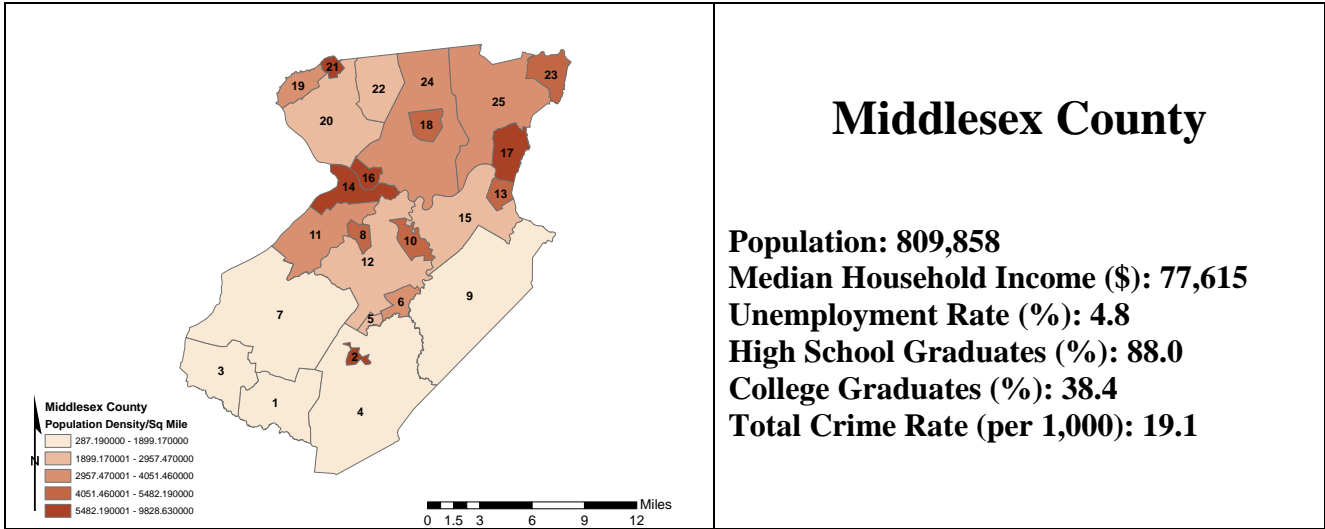 21
23
19
22
24
25
20
18
17
16
14
13
15
11
8
10
12
9
6
7
5
2
3
1
4
Middlesex County
Population Density/Sq Mile
287.190000 - 1899.170000
1899.170001 - 2957.470000
N
2957.470001 - 4051.460000
4051.460001 - 5482.190000
5482.190001 - 9828.630000
Miles
0 1.5 3 6 9 12
Middlesex County
Population: 809,858
Median Household Income ($): 77,615
Unemployment Rate (%): 4.8
High School Graduates (%): 88.0
College Graduates (%): 38.4
Total Crime Rate (per 1,000): 19.1